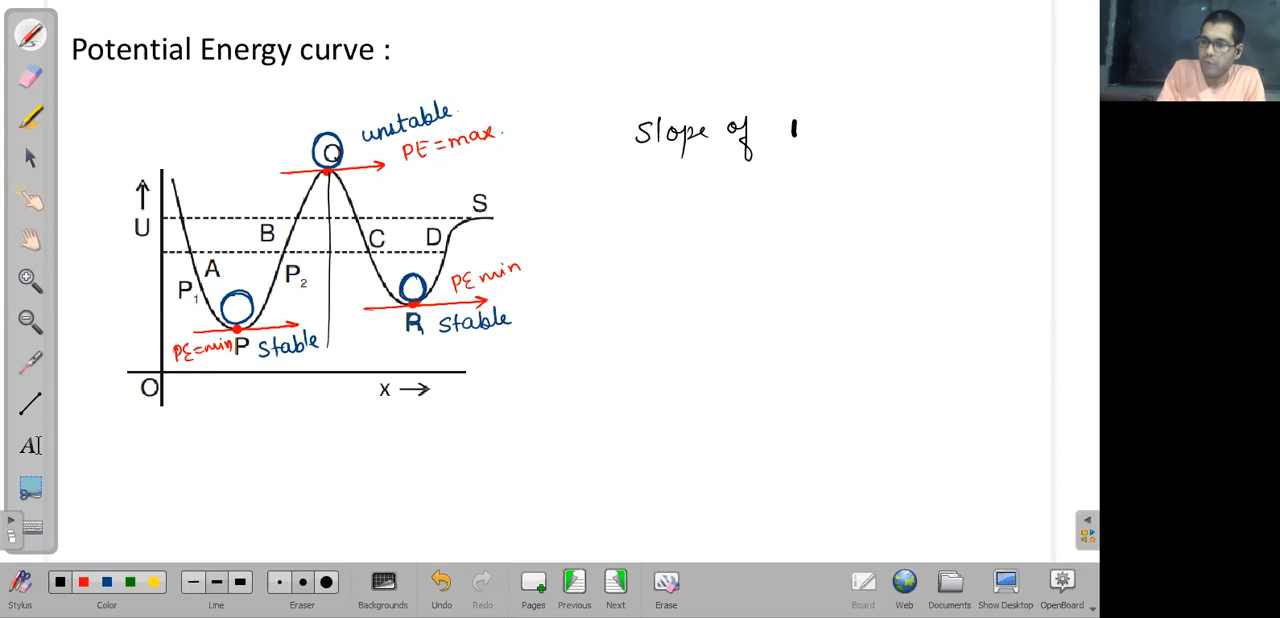 Potential Energy curve :
unstable.
PE = max.
Slope of
Q
S
U
B
C
D
A
P1
P2
PE min
R stable
PE = min P stable
O
x
Stylus
Color
Line
Eraser
Backgrounds
Undo
Redo
Pages
Previous
Next
Erase
Board
Web
Documents
Show Desktop
OpenBoard